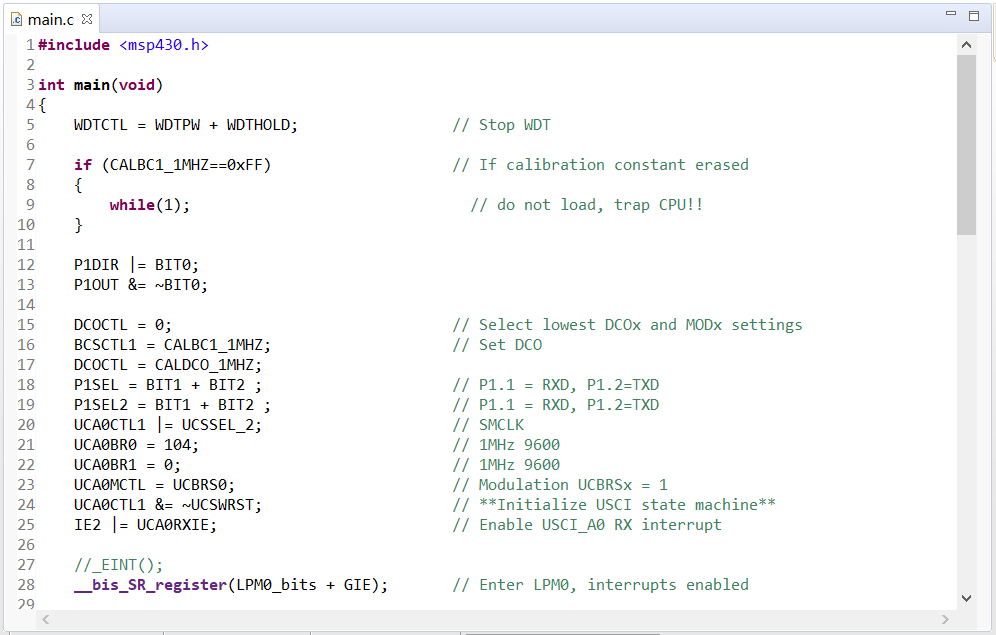 main.c
1 #include <msp430.h>
2
3 int main(void)
4 {
5     WDTCTL = WDTPW + WDTHOLD;                 // Stop WDT
6
7     if (CALBC1_1MHZ==0xFF)                    // If calibration constant erased
8     {
9         while(1);                               // do not load, trap CPU!!
10     }
11
12     P1DIR |= BIT0;
13     P1OUT &= ~BIT0;
14
15     DCOCTL = 0;                               // Select lowest DCOx and MODx settings
16     BCSCTL1 = CALBC1_1MHZ;                    // Set DCO
17     DCOCTL = CALDCO_1MHZ;
18     P1SEL = BIT1 + BIT2 ;                     // P1.1 = RXD, P1.2=TXD
19     P1SEL2 = BIT1 + BIT2 ;                    // P1.1 = RXD, P1.2=TXD
20     UCA0CTL1 |= UCSSEL_2;                     // SMCLK
21     UCA0BR0 = 104;                            // 1MHz 9600
22     UCA0BR1 = 0;                              // 1MHz 9600
23     UCA0MCTL = UCBRS0;                        // Modulation UCBRSx = 1
24     UCA0CTL1 &= ~UCSWRST;                     // **Initialize USCI state machine**
25     IE2 |= UCA0RXIE;                          // Enable USCI_A0 RX interrupt
26
27     //_EINT();
28     __bis_SR_register(LPM0_bits + GIE);       // Enter LPM0, interrupts enabled
29